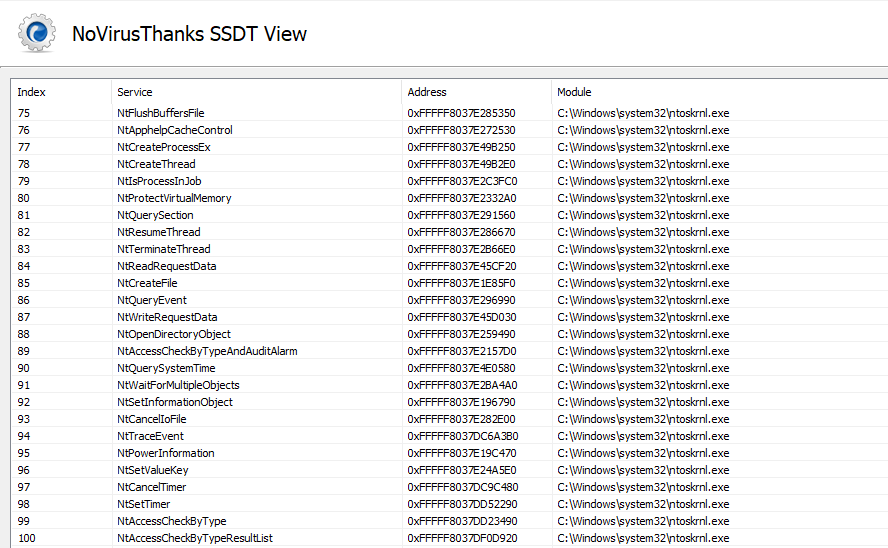 NoVirusThanks SSDT View
Index Service Address Module
75 NtFlushBuffersFile 0xFFFFF8037E285350 C:\Windows\system32\ntoskrnl.exe
76 NtApphelpCacheControl 0xFFFFF8037E272530 C:\Windows\system32\ntoskrnl.exe
77 NtCreateProcessEx 0xFFFFF8037E49B250 C:\Windows\system32\ntoskrnl.exe
78 NtCreateThread 0xFFFFF8037E49B2E0 C:\Windows\system32\ntoskrnl.exe
79 NtIsProcessInJob 0xFFFFF8037E2C3FC0 C:\Windows\system32\ntoskrnl.exe
80 NtProtectVirtualMemory 0xFFFFF8037E2332A0 C:\Windows\system32\ntoskrnl.exe
81 NtQuerySection 0xFFFFF8037E291560 C:\Windows\system32\ntoskrnl.exe
82 NtResumeThread 0xFFFFF8037E286670 C:\Windows\system32\ntoskrnl.exe
83 NtTerminateThread 0xFFFFF8037E2B66E0 C:\Windows\system32\ntoskrnl.exe
84 NtReadRequestData 0xFFFFF8037E45CF20 C:\Windows\system32\ntoskrnl.exe
85 NtCreateFile 0xFFFFF8037E1E85F0 C:\Windows\system32\ntoskrnl.exe
86 NtQueryEvent 0xFFFFF8037E296990 C:\Windows\system32\ntoskrnl.exe
87 NtWriteRequestData 0xFFFFF8037E45D030 C:\Windows\system32\ntoskrnl.exe
88 NtOpenDirectoryObject 0xFFFFF8037E259490 C:\Windows\system32\ntoskrnl.exe
89 NtAccessCheckByTypeAndAuditAlarm 0xFFFFF8037E2157D0 C:\Windows\system32\ntoskrnl.exe
90 NtQuerySystemTime 0xFFFFF8037E4E0580 C:\Windows\system32\ntoskrnl.exe
91 NtWaitForMultipleObjects 0xFFFFF8037E2BA4A0 C:\Windows\system32\ntoskrnl.exe
92 NtSetInformationObject 0xFFFFF8037E196790 C:\Windows\system32\ntoskrnl.exe
93 NtCancelIoFile 0xFFFFF8037E282E00 C:\Windows\system32\ntoskrnl.exe
94 NtTraceEvent 0xFFFFF8037DC6A3B0 C:\Windows\system32\ntoskrnl.exe
95 NtPowerInformation 0xFFFFF8037E19C470 C:\Windows\system32\ntoskrnl.exe
96 NtSetValueKey 0xFFFFF8037E24A5E0 C:\Windows\system32\ntoskrnl.exe
97 NtCancelTimer 0xFFFFF8037DC9C480 C:\Windows\system32\ntoskrnl.exe
98 NtSetTimer 0xFFFFF8037DD52290 C:\Windows\system32\ntoskrnl.exe
99 NtAccessCheckByType 0xFFFFF8037DD23490 C:\Windows\system32\ntoskrnl.exe
100 NtAccessCheckByTypeResultList 0xFFFFF8037DF0D920 C:\Windows\system32\ntoskrnl.exe